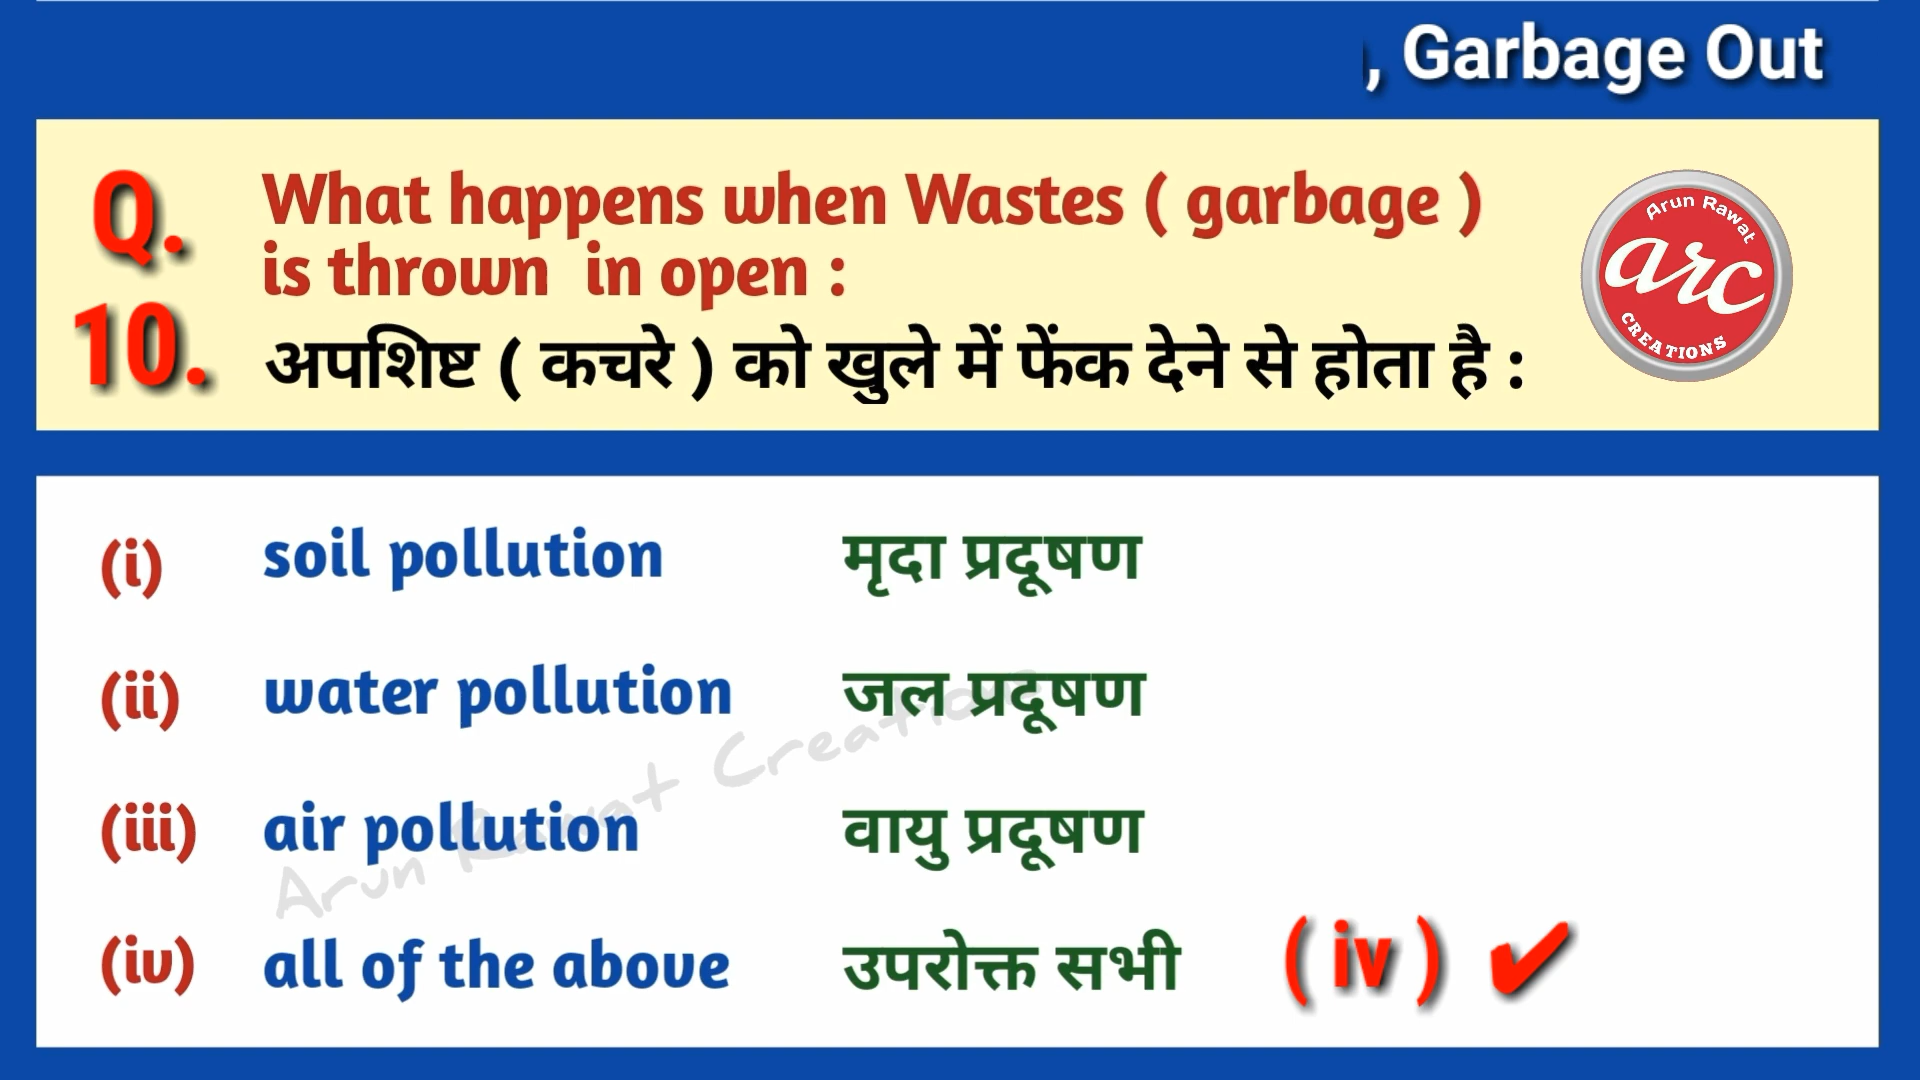 , Garbage Out
Q. 10.
What happens when Wastes ( garbage )
is thrown in open :
अपशिष्ट ( कचरे ) को खुले में फेंक देने से होता है :
Arun Rawat
arc
CREATIONS
(i) soil pollution मृदा प्रदूषण
(ii) water pollution जल प्रदूषण
(iii) air pollution वायु प्रदूषण
(iv) all of the above उपरोक्त सभी ( iv ) ✔
Arun Rawat Creations